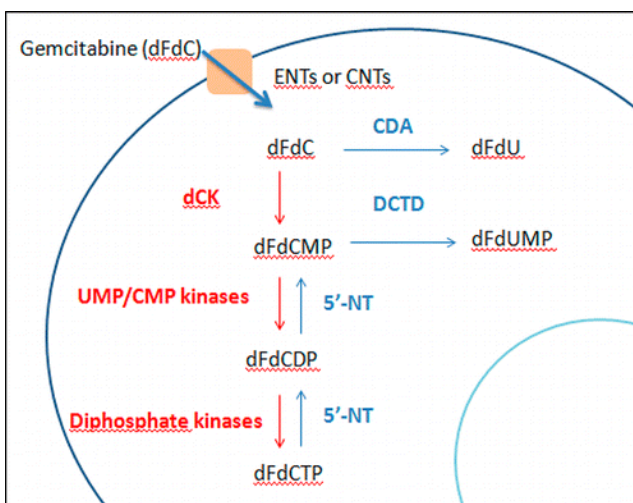 Gemcitabine (dFdC)
ENTs or CNTs
CDA
dFdC
dFdU
dCK
DCTD
dFdCMP
dFdUMP
UMP/CMP kinases
5’-NT
dFdCDP
Diphosphate kinases
5’-NT
dFdCTP